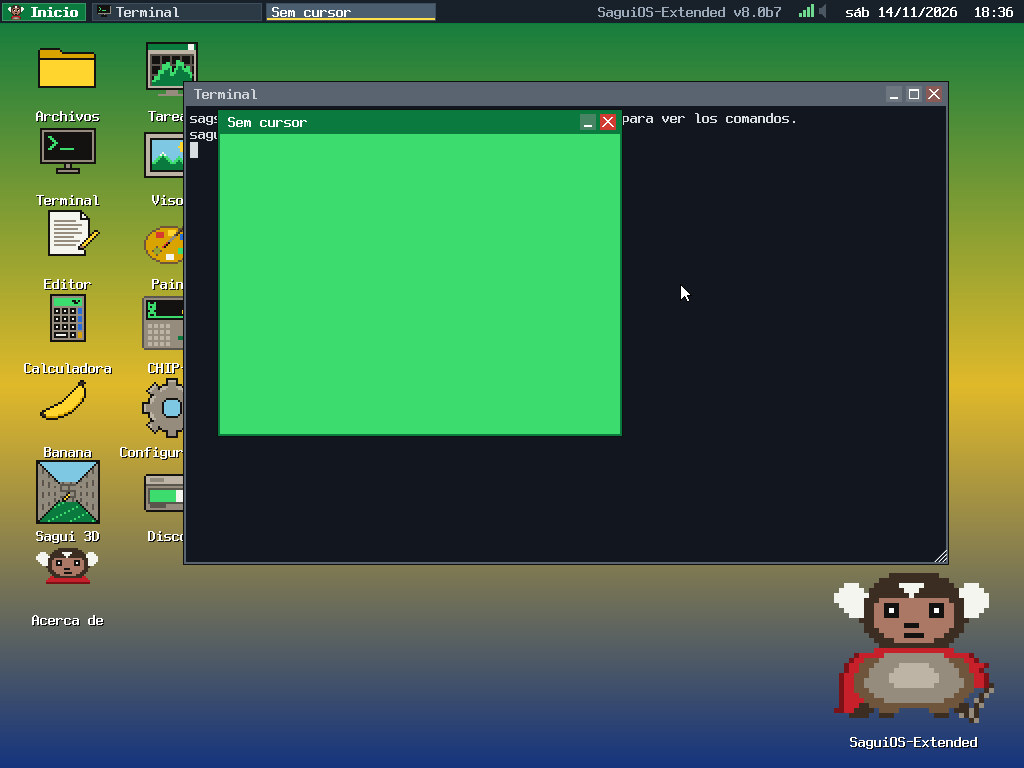 Inicio
Terminal
Sem cursor
SaguiOS-Extended v8.0b7
sáb 14/11/2026 18:36
Archivos
Terminal
Editor
Calculadora
Banana
Sagui 3D
Acerca de
Terminal
para ver los comandos.
Sem cursor
SaguiOS-Extended